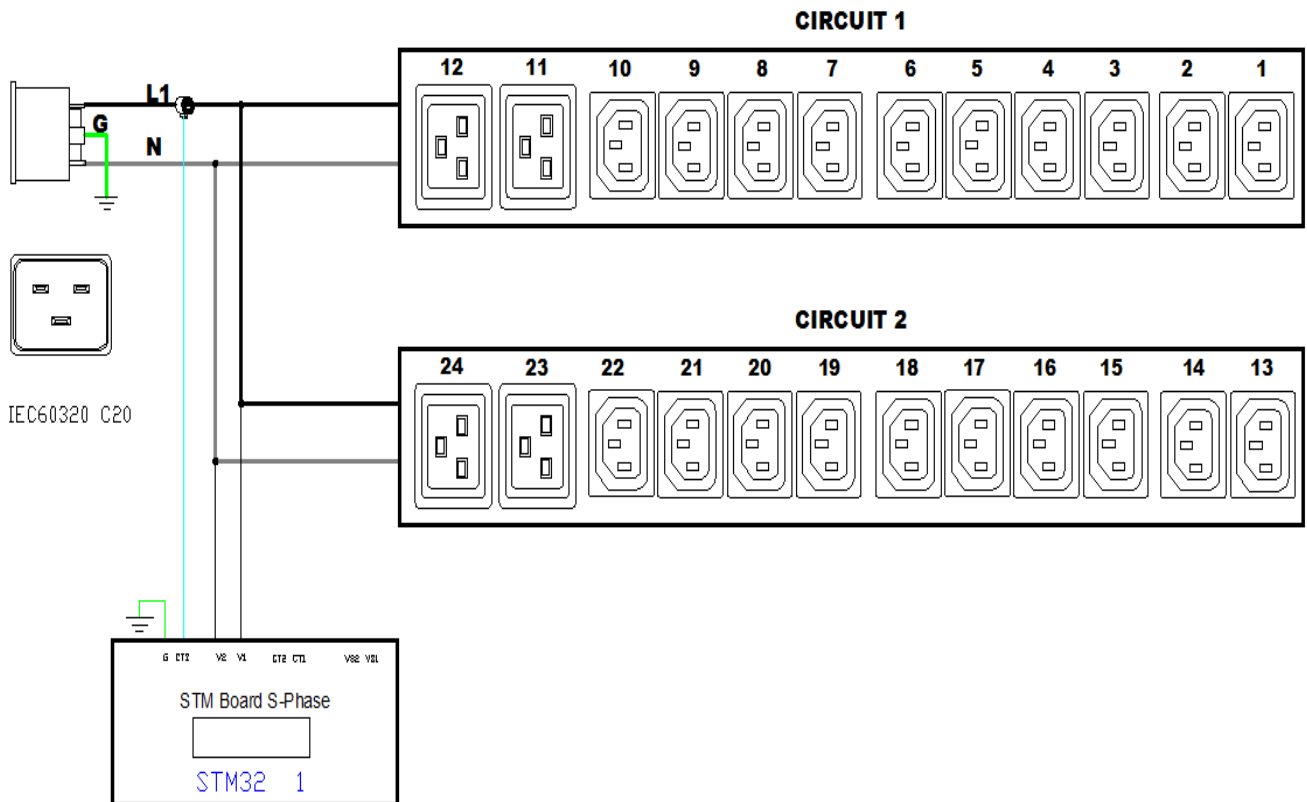 CIRCUIT 1
12 11 10 9 8 7 6 5 4 3 2 1
L1
G
N
CIRCUIT 2
24 23 22 21 20 19 18 17 16 15 14 13
IEC60320 C20
G CT3 V2 V1 CT2 CT1 VS2 VS1
STM Board S-Phase
STM32 1